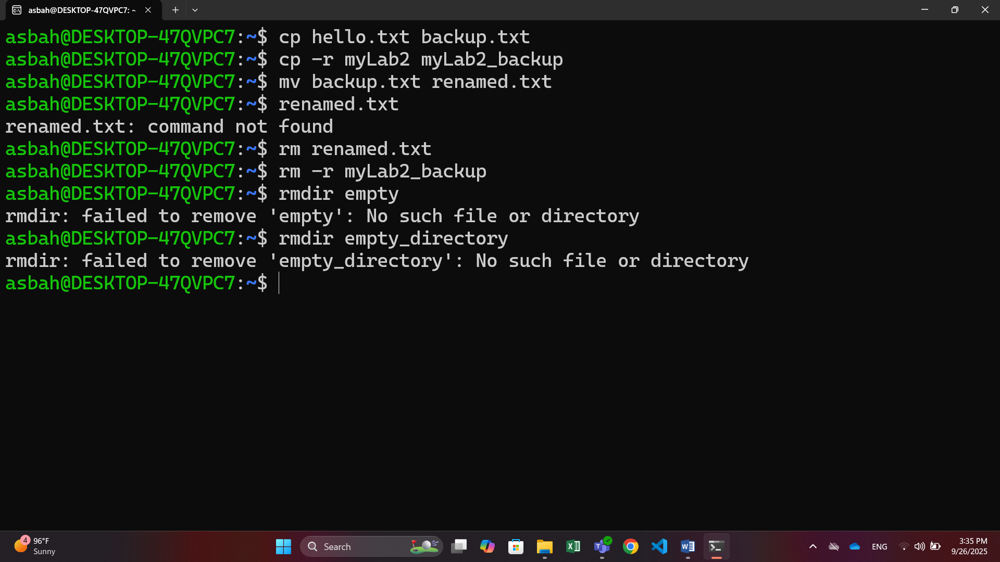 asbah@DESKTOP-47QVPC7: ~
asbah@DESKTOP-47QVPC7:~$ cp hello.txt backup.txt
asbah@DESKTOP-47QVPC7:~$ cp -r myLab2 myLab2_backup
asbah@DESKTOP-47QVPC7:~$ mv backup.txt renamed.txt
asbah@DESKTOP-47QVPC7:~$ renamed.txt
renamed.txt: command not found
asbah@DESKTOP-47QVPC7:~$ rm renamed.txt
asbah@DESKTOP-47QVPC7:~$ rm -r myLab2_backup
asbah@DESKTOP-47QVPC7:~$ rmdir empty
rmdir: failed to remove 'empty': No such file or directory
asbah@DESKTOP-47QVPC7:~$ rmdir empty_directory
rmdir: failed to remove 'empty_directory': No such file or directory
asbah@DESKTOP-47QVPC7:~$
4
96°F
Sunny
Search
ENG
3:35 PM
9/26/2025